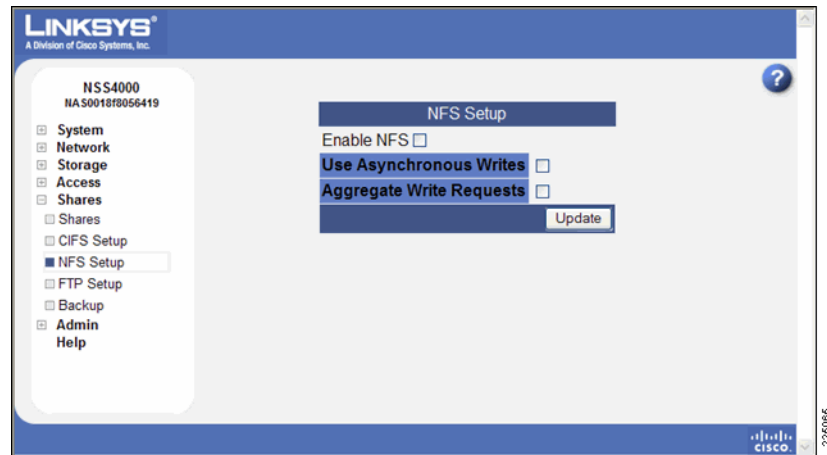 LINKSYS®
A Division of Cisco Systems, Inc.
NSS4000
NAS0018f8056419
System
Network
Storage
Access
Shares
Shares
CIFS Setup
NFS Setup
FTP Setup
Backup
Admin
Help
?
NFS Setup
Enable NFS
Use Asynchronous Writes
Aggregate Write Requests
Update
CISCO.